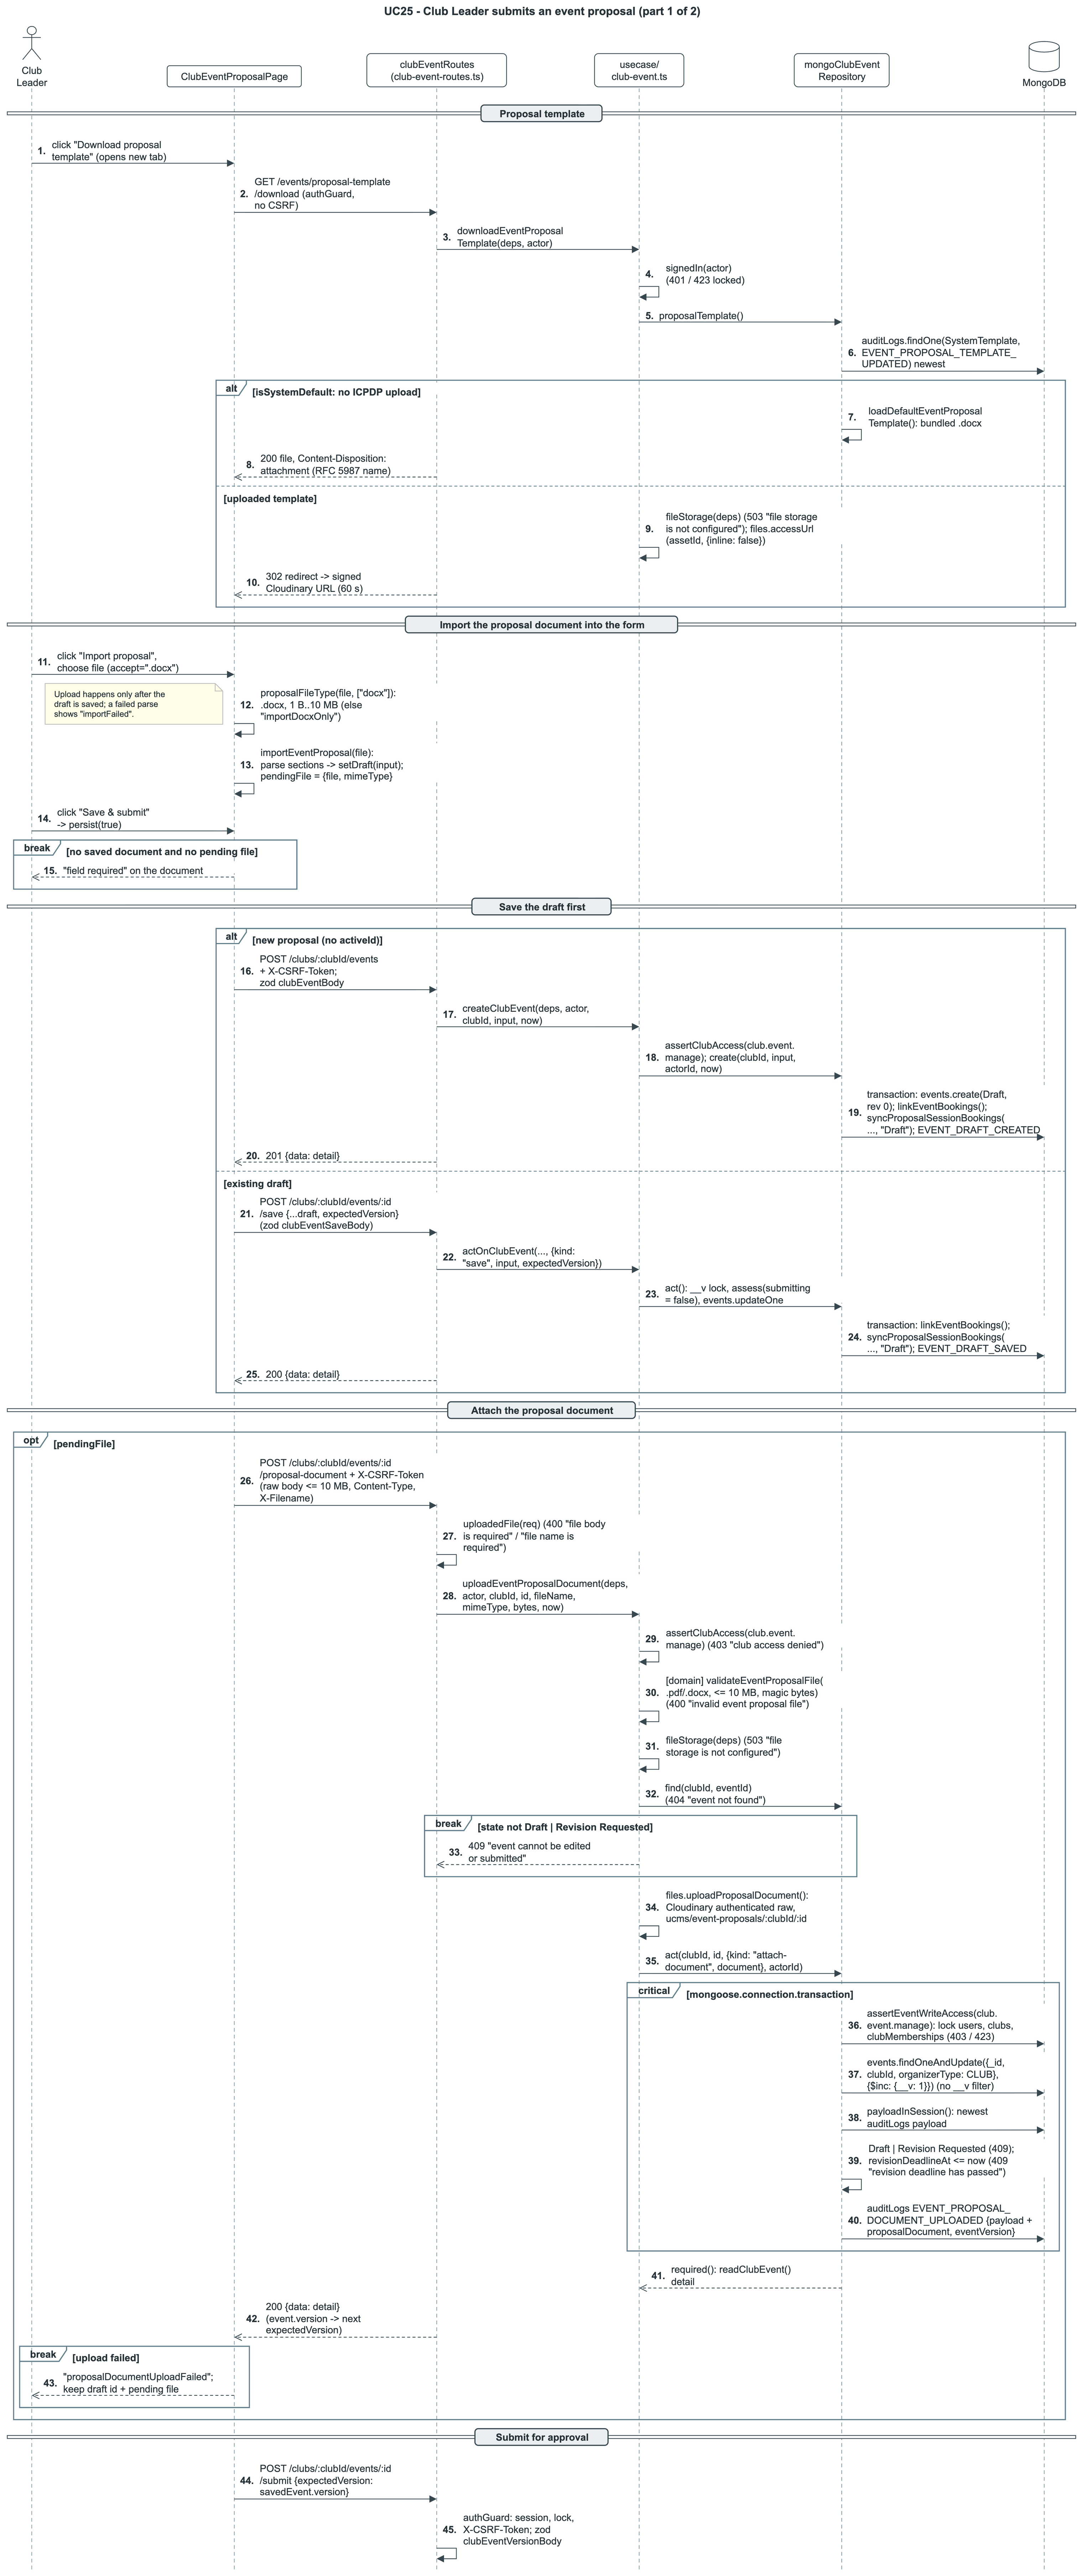 UC25 - Club Leader submits an event proposal (part 1 of 2)
Club
Leader
ClubEventProposalPage
clubEventRoutes
(club-event-routes.ts)
usecase/
club-event.ts
mongoClubEvent
Repository
MongoDB
Proposal template
1. click "Download proposal
template" (opens new tab)
2. GET /events/proposal-template
/download (authGuard,
no CSRF)
3. downloadEventProposal
Template(deps, actor)
4. signedIn(actor)
(401 / 423 locked)
5. proposalTemplate()
6. auditLogs.findOne(SystemTemplate,
EVENT_PROPOSAL_TEMPLATE_
UPDATED) newest
alt [isSystemDefault: no ICPDP upload]
7. loadDefaultEventProposal
Template(): bundled .docx
8. 200 file, Content-Disposition:
attachment (RFC 5987 name)
[uploaded template]
9. fileStorage(deps) (503 "file storage
is not configured"); files.accessUrl
(assetId, {inline: false})
10. 302 redirect -> signed
Cloudinary URL (60 s)
Import the proposal document into the form
11. click "Import proposal",
choose file (accept=".docx")
Upload happens only after the
draft is saved; a failed parse
shows "importFailed".
12. proposalFileType(file, ["docx"]):
.docx, 1 B..10 MB (else
"importDocxOnly")
13. importEventProposal(file):
parse sections -> setDraft(input);
pendingFile = {file, mimeType}
14. click "Save & submit"
-> persist(true)
break [no saved document and no pending file]
15. "field required" on the document
Save the draft first
alt [new proposal (no activeId)]
16. POST /clubs/:clubId/events
+ X-CSRF-Token;
zod clubEventBody
17. createClubEvent(deps, actor,
clubId, input, now)
18. assertClubAccess(club.event.
manage); create(clubId, input,
actorId, now)
19. transaction: events.create(Draft,
rev 0); linkEventBookings();
syncProposalSessionBookings(
..., "Draft"); EVENT_DRAFT_CREATED
20. 201 {data: detail}
[existing draft]
21. POST /clubs/:clubId/events/:id
/save {...draft, expectedVersion}
(zod clubEventSaveBody)
22. actOnClubEvent(..., {kind:
"save", input, expectedVersion})
23. act(): __v lock, assess(submitting
= false), events.updateOne
24. transaction: linkEventBookings();
syncProposalSessionBookings(
..., "Draft"); EVENT_DRAFT_SAVED
25. 200 {data: detail}
Attach the proposal document
opt [pendingFile]
26. POST /clubs/:clubId/events/:id
/proposal-document + X-CSRF-Token
(raw body <= 10 MB, Content-Type,
X-Filename)
27. uploadedFile(req) (400 "file body
is required" / "file name is
required")
28. uploadEventProposalDocument(deps,
actor, clubId, id, fileName,
mimeType, bytes, now)
29. assertClubAccess(club.event.
manage) (403 "club access denied")
30. [domain] validateEventProposalFile(
.pdf/.docx, <= 10 MB, magic bytes)
(400 "invalid event proposal file")
31. fileStorage(deps) (503 "file
storage is not configured")
32. find(clubId, eventId)
(404 "event not found")
break [state not Draft | Revision Requested]
33. 409 "event cannot be edited
or submitted"
34. files.uploadProposalDocument():
Cloudinary authenticated raw,
ucms/event-proposals/:clubId/:id
35. act(clubId, id, {kind: "attach-
document", document}, actorId)
critical [mongoose.connection.transaction]
36. assertEventWriteAccess(club.
event.manage): lock users, clubs,
clubMemberships (403 / 423)
37. events.findOneAndUpdate({_id,
clubId, organizerType: CLUB},
{$inc: {__v: 1}}) (no __v filter)
38. payloadInSession(): newest
auditLogs payload
39. Draft | Revision Requested (409);
revisionDeadlineAt <= now (409
"revision deadline has passed")
40. auditLogs EVENT_PROPOSAL_
DOCUMENT_UPLOADED {payload +
proposalDocument, eventVersion}
41. required(): readClubEvent()
detail
42. 200 {data: detail}
(event.version -> next
expectedVersion)
break [upload failed]
43. "proposalDocumentUploadFailed";
keep draft id + pending file
Submit for approval
44. POST /clubs/:clubId/events/:id
/submit {expectedVersion:
savedEvent.version}
45. authGuard: session, lock,
X-CSRF-Token; zod
clubEventVersionBody